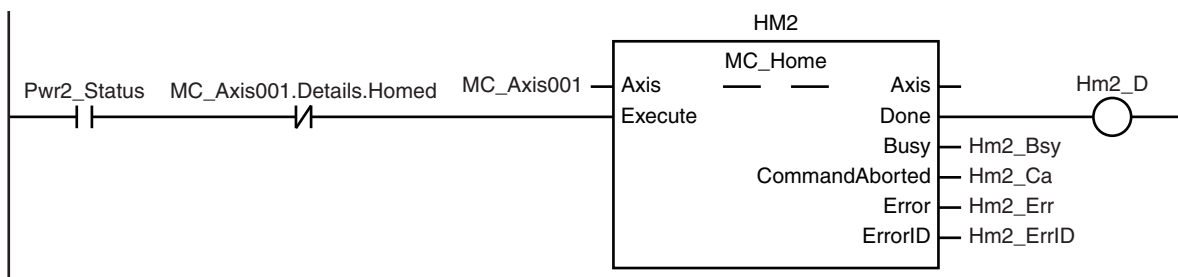 HM2
MC_Home
Pwr2_Status MC_Axis001.Details.Homed MC_Axis001 Axis Axis Hm2_D
Execute Done
Busy Hm2_Bsy
CommandAborted Hm2_Ca
Error Hm2_Err
ErrorID Hm2_ErrID